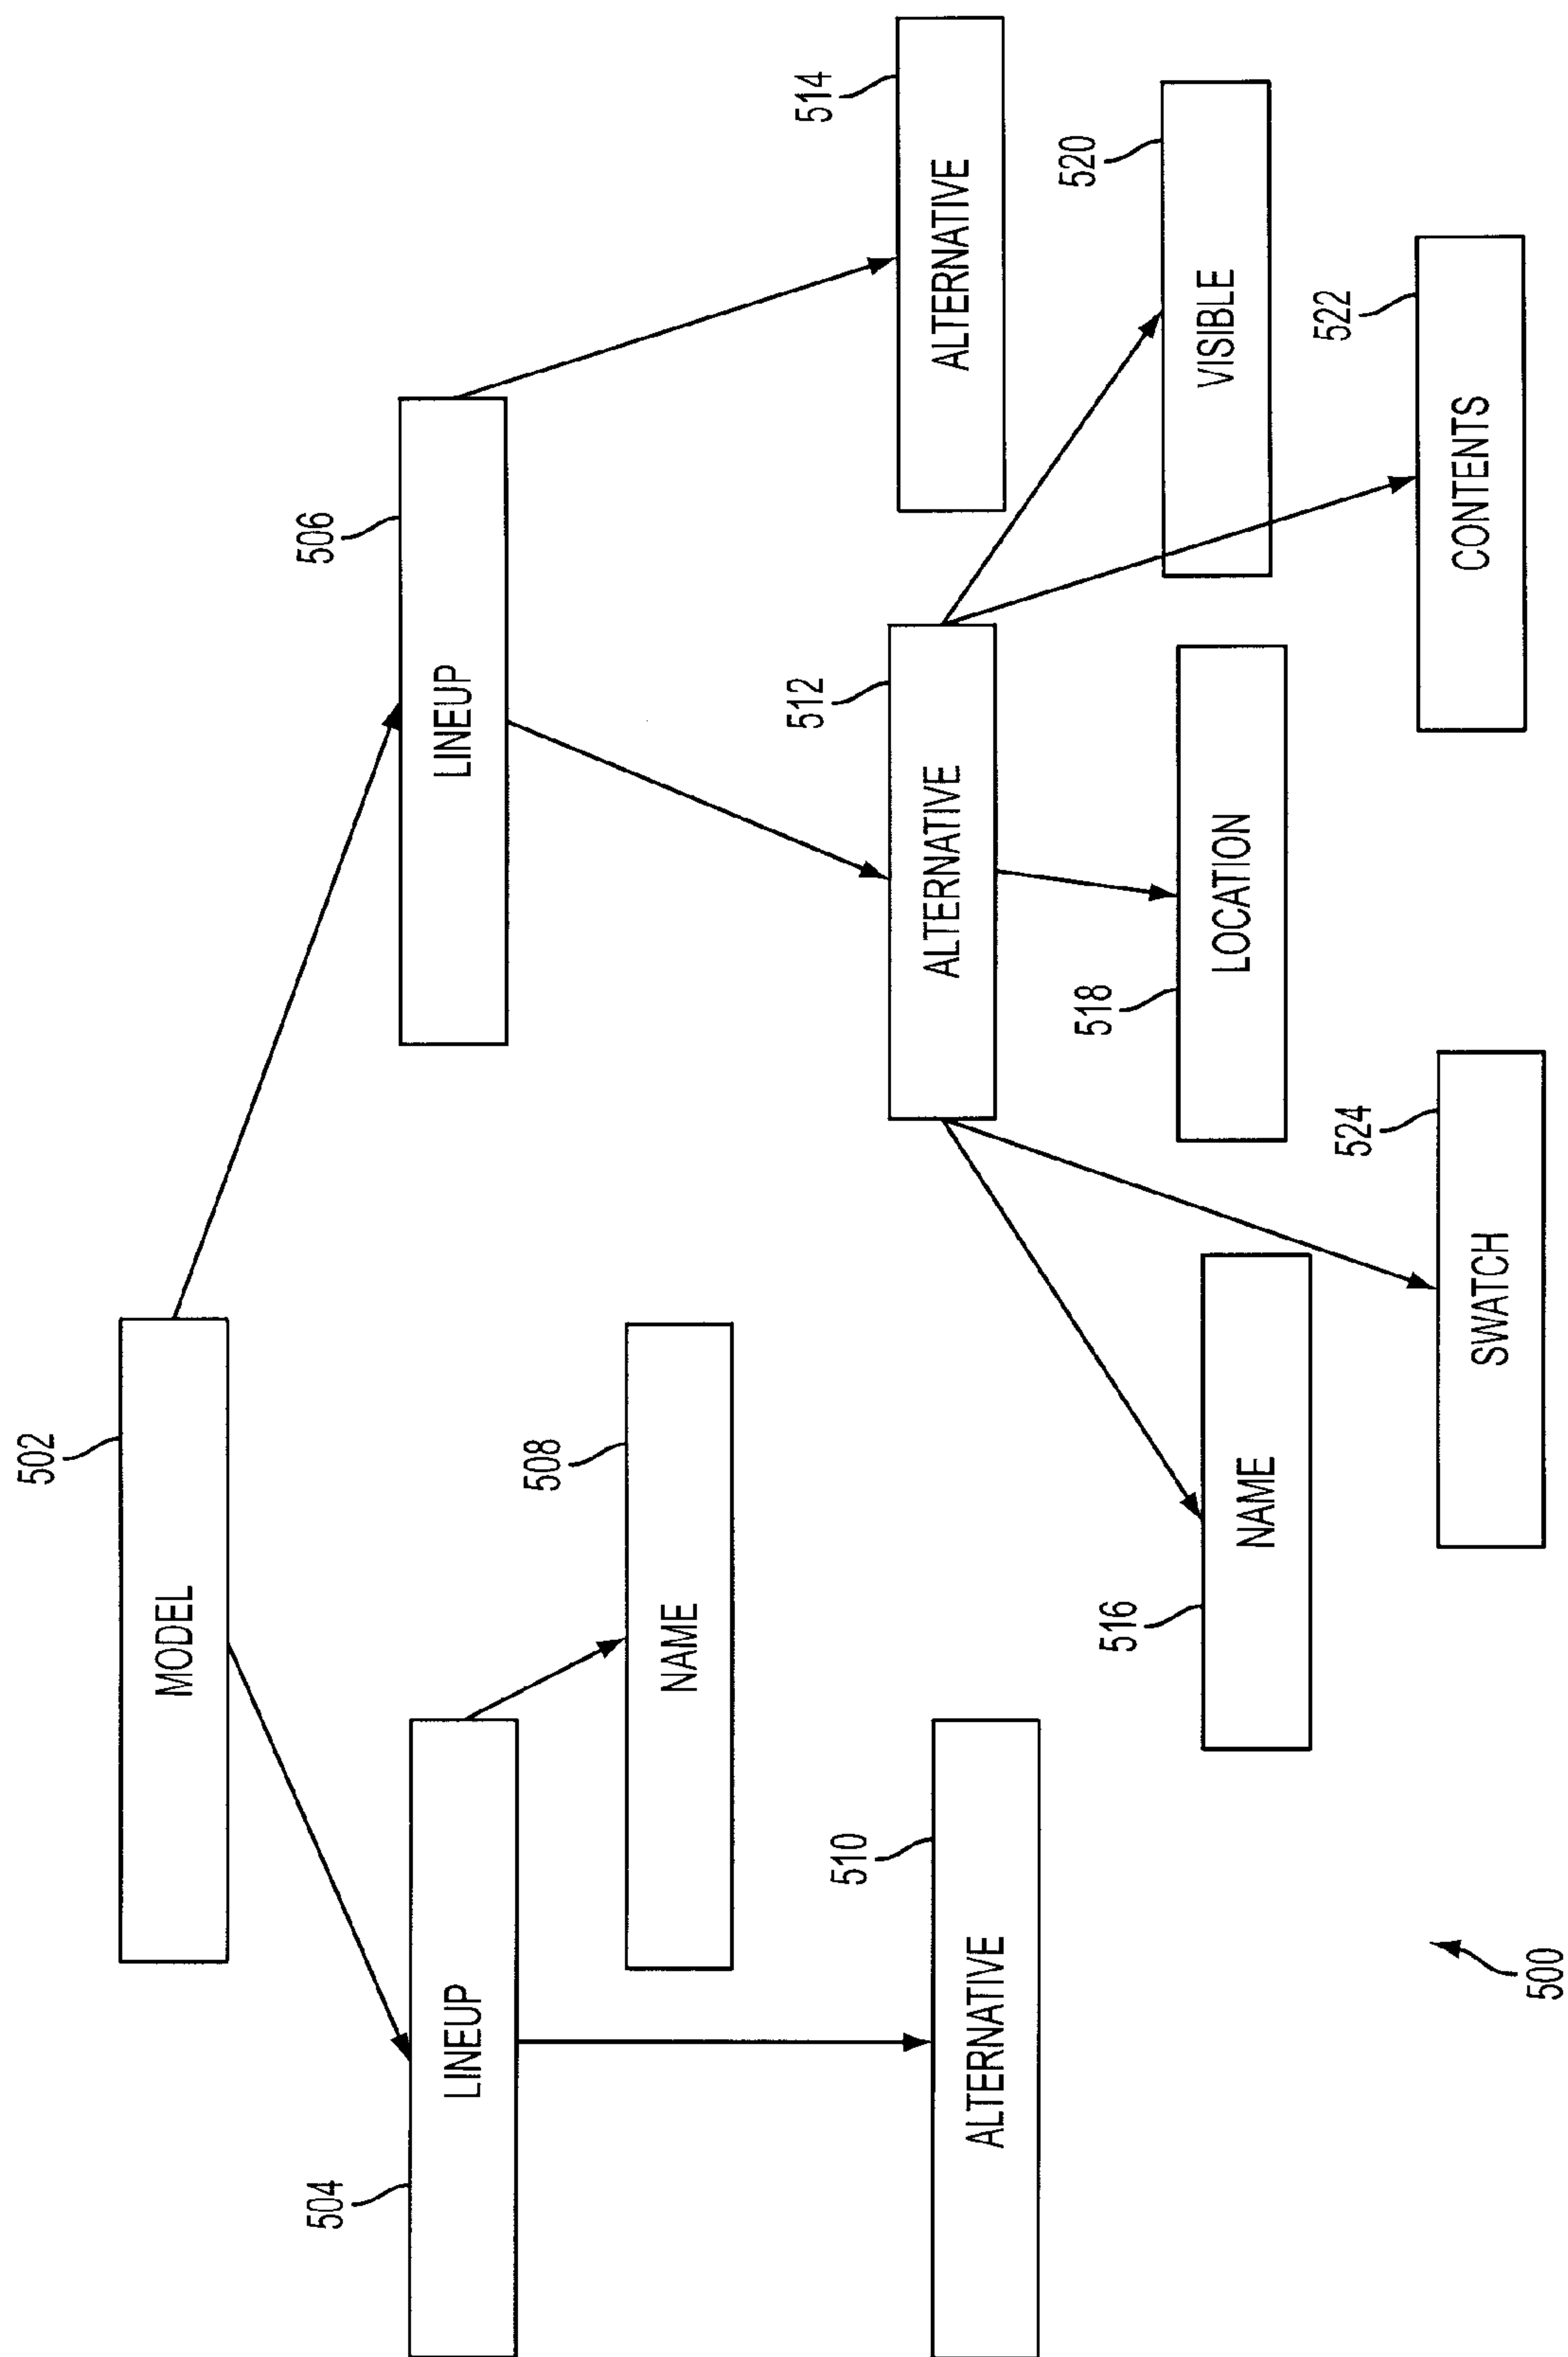 502
MODEL
506
LINEUP
504
LINEUP
508
NAME
514
ALTERNATIVE
512
ALTERNATIVE
510
ALTERNATIVE
520
VISIBLE
518
LOCATION
516
NAME
522
CONTENTS
524
SWATCH
500